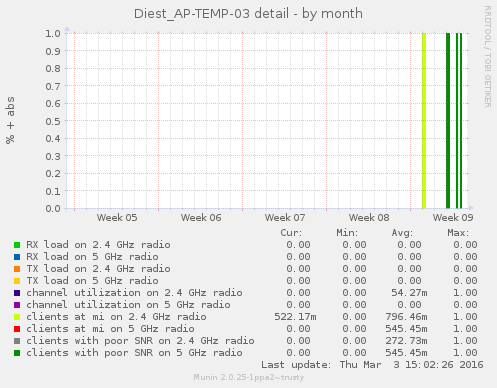 Diest_AP-TEMP-03 detail - by month
RRDTOOL / TOBI OETIKER
% + abs
1.0
0.9
0.8
0.7
0.6
0.5
0.4
0.3
0.2
0.1
0.0
Week 05 Week 06 Week 07 Week 08 Week 09
Cur: Min: Avg: Max:
RX load on 2.4 GHz radio 0.00 0.00 0.00 0.00
RX load on 5 GHz radio 0.00 0.00 0.00 0.00
TX load on 2.4 GHz radio 0.00 0.00 0.00 0.00
TX load on 5 GHz radio 0.00 0.00 0.00 0.00
channel utilization on 2.4 GHz radio 0.00 0.00 54.27m 1.00
channel utilization on 5 GHz radio 0.00 0.00 0.00 0.00
clients at mi on 2.4 GHz radio 522.17m 0.00 796.46m 1.00
clients at mi on 5 GHz radio 0.00 0.00 545.45m 1.00
clients with poor SNR on 2.4 GHz radio 0.00 0.00 272.73m 1.00
clients with poor SNR on 5 GHz radio 0.00 0.00 545.45m 1.00
Last update: Thu Mar 3 15:02:26 2016
Munin 2.0.25-1ppa2~trusty